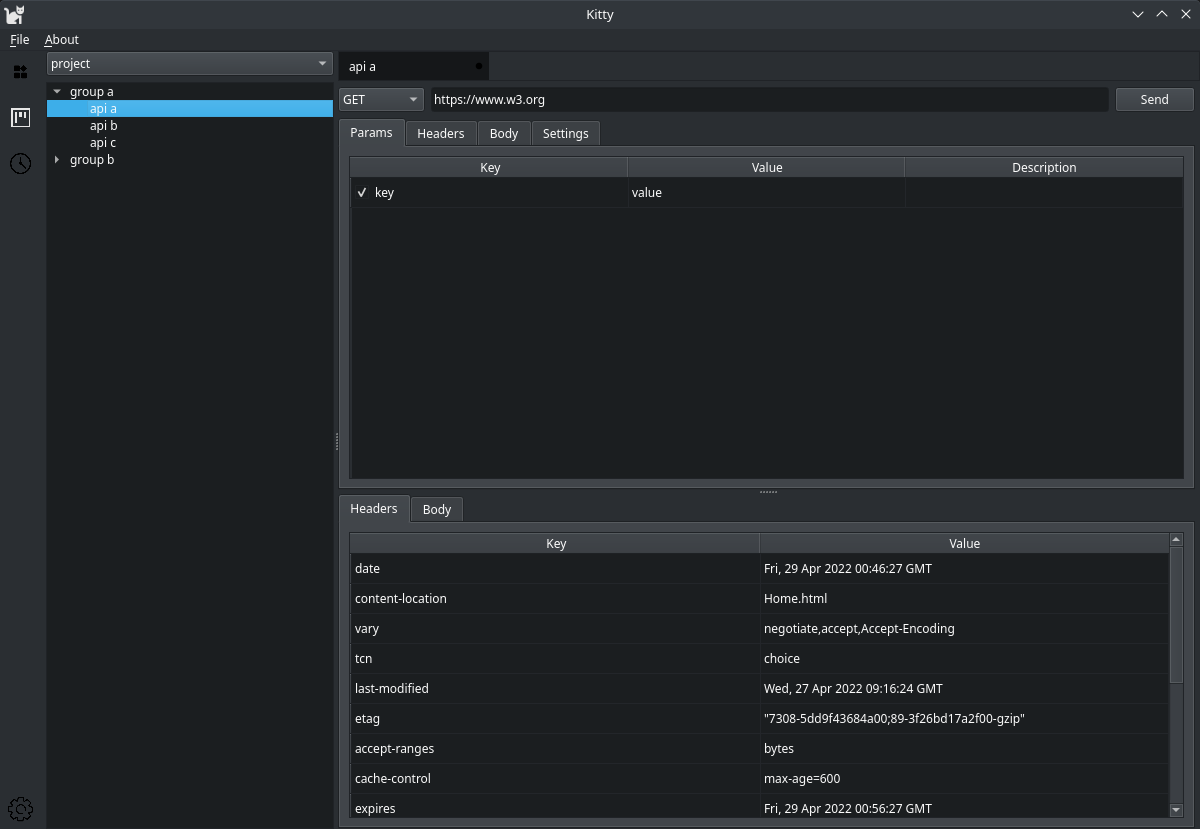 Kitty
File About
project
group a
api a
api b
api c
group b
api a
GET https://www.w3.org Send
Params Headers Body Settings
Key Value Description
key value
Headers Body
Key Value
date Fri, 29 Apr 2022 00:46:27 GMT
content-location Home.html
vary negotiate,accept,Accept-Encoding
tcn choice
last-modified Wed, 27 Apr 2022 09:16:24 GMT
etag "7308-5dd9f43684a00;89-3f26bd17a2f00-gzip"
accept-ranges bytes
cache-control max-age=600
expires Fri, 29 Apr 2022 00:56:27 GMT